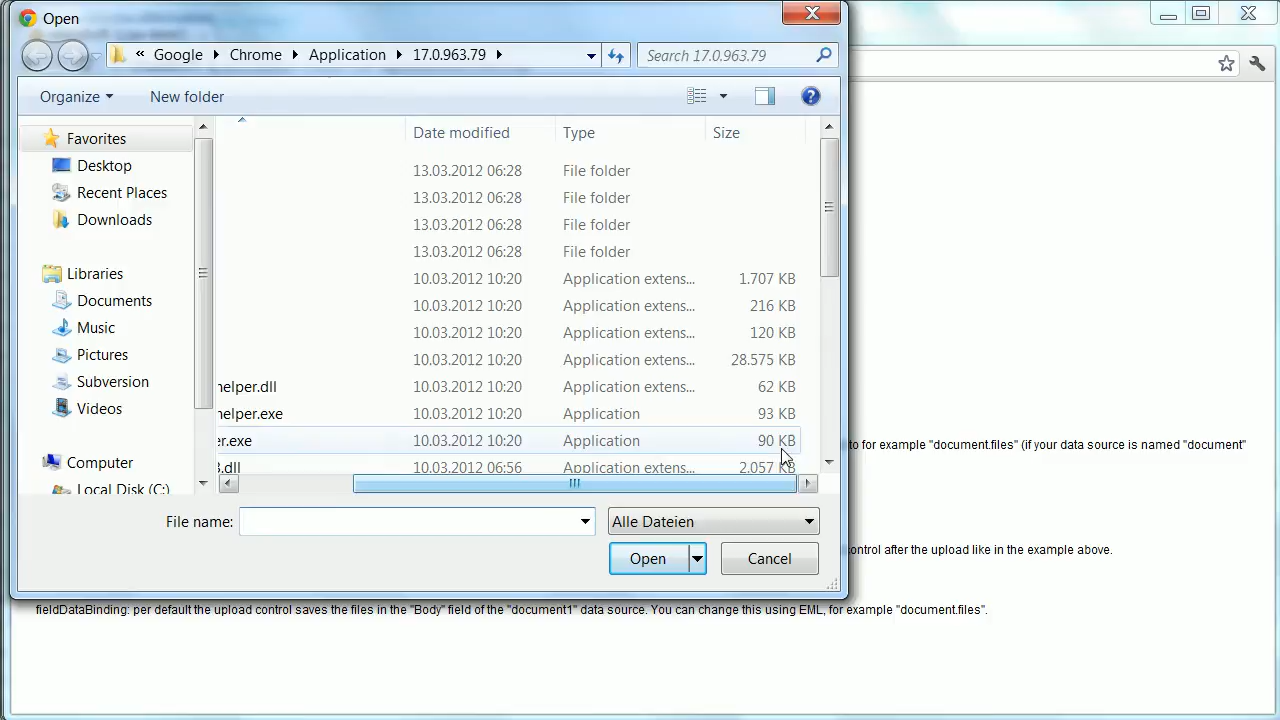 Open
« Google Chrome Application 17.0.963.79
Search 17.0.963.79
Organize New folder
Favorites
Desktop
Recent Places
Downloads
Libraries
Documents
Music
Pictures
Subversion
Videos
Computer
Local Disk (C:)
Date modified Type Size
13.03.2012 06:28 File folder
13.03.2012 06:28 File folder
13.03.2012 06:28 File folder
13.03.2012 06:28 File folder
10.03.2012 10:20 Application extens... 1.707 KB
10.03.2012 10:20 Application extens... 216 KB
10.03.2012 10:20 Application extens... 120 KB
10.03.2012 10:20 Application extens... 28.575 KB
helper.dll 10.03.2012 10:20 Application extens... 62 KB
helper.exe 10.03.2012 10:20 Application 93 KB
er.exe 10.03.2012 10:20 Application 90 KB
.dll 10.03.2012 06:56 Application extens... 2.057 KB
File name: Alle Dateien
Open Cancel
to for example "document.files" (if your data source is named "document"
control after the upload like in the example above.
fieldDataBinding: per default the upload control saves the files in the "Body" field of the "document1" data source. You can change this using EML, for example "document.files".